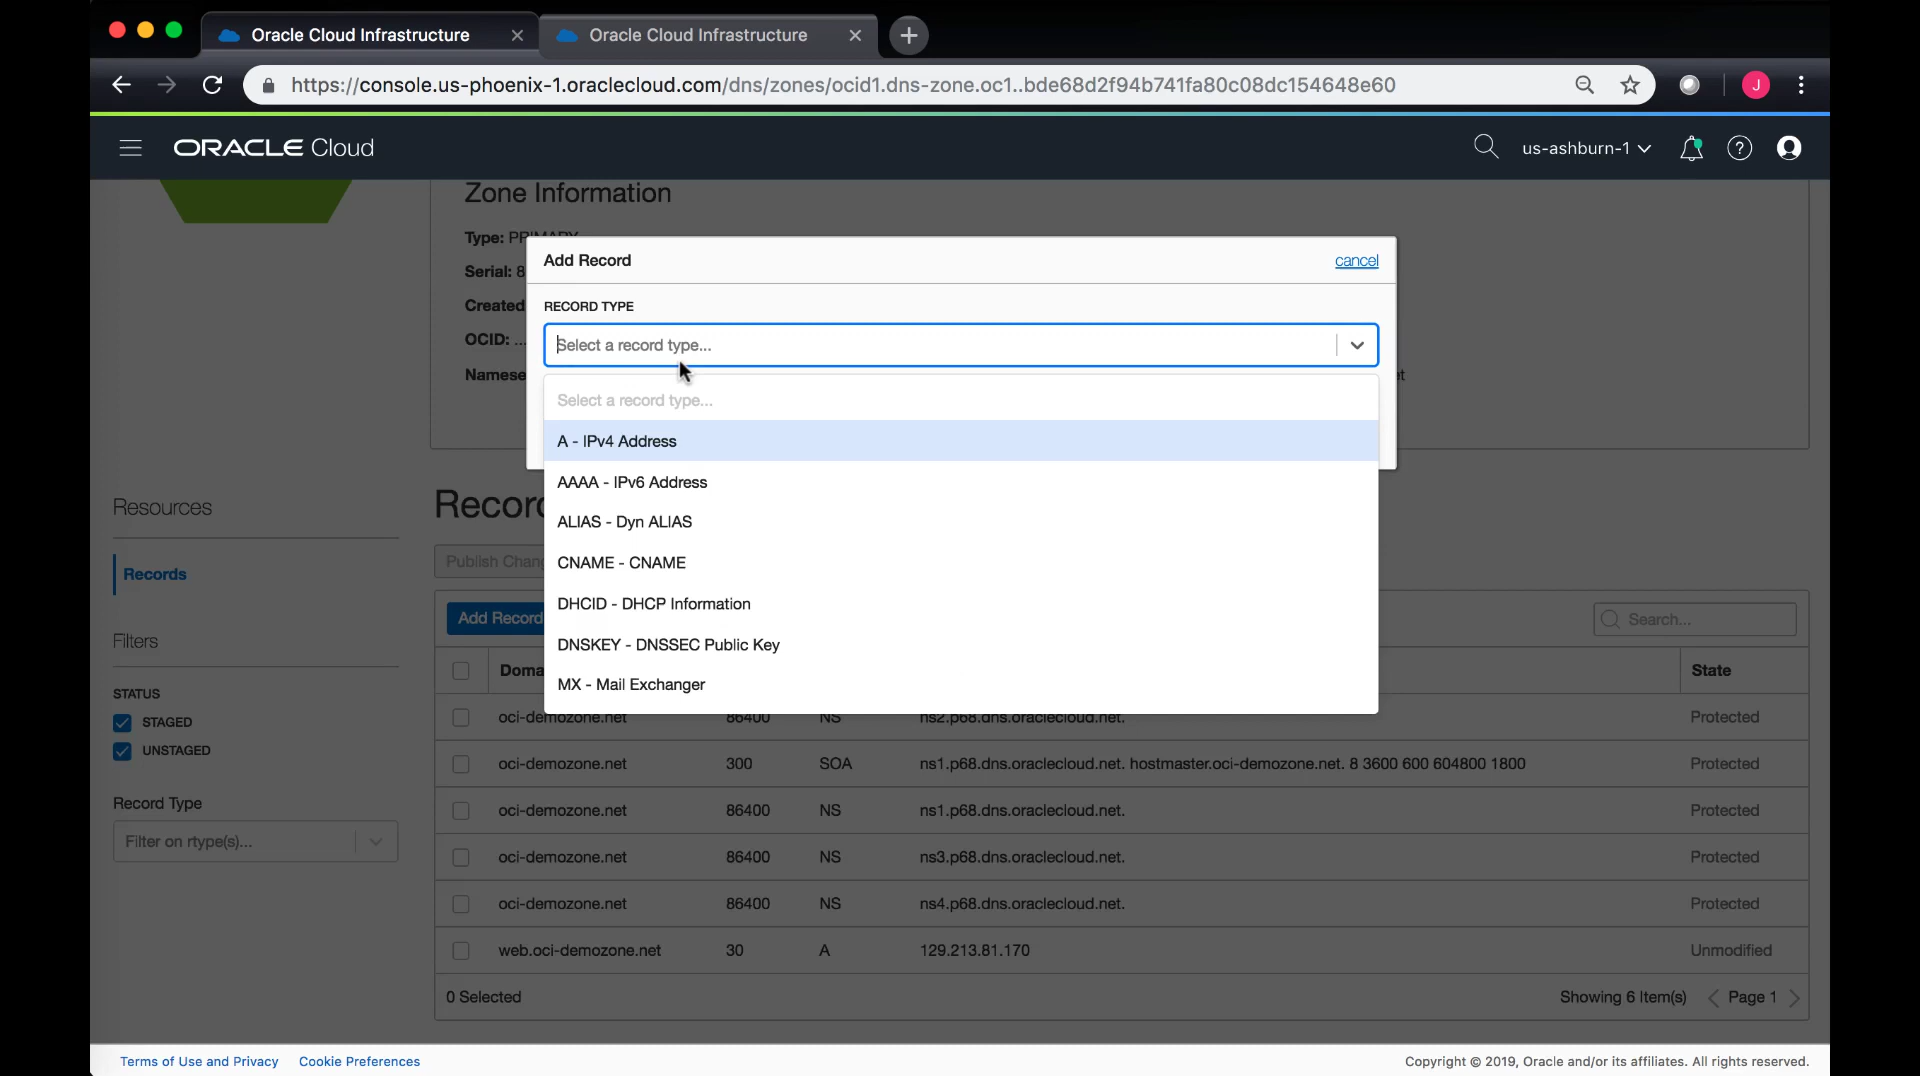 Oracle Cloud Infrastructure
Oracle Cloud Infrastructure
https://console.us-phoenix-1.oraclecloud.com/dns/zones/ocid1.dns-zone.oc1..bde68d2f94b741fa80c08dc154648e60
J
ORACLE Cloud
us-ashburn-1
Zone Information
Type: PRIMARY
Serial: 8
Created
OCID: ...
Namese
Add Record
cancel
RECORD TYPE
Select a record type...
Select a record type...
A - IPv4 Address
AAAA - IPv6 Address
ALIAS - Dyn ALIAS
CNAME - CNAME
DHCID - DHCP Information
DNSKEY - DNSSEC Public Key
MX - Mail Exchanger
Resources
Records
Filters
STATUS
STAGED
UNSTAGED
Record Type
Filter on rtype(s)...
Recor
Publish Chang
Add Record
Search...
Doma
State
oci-demozone.net 86400 NS ns2.p68.dns.oraclecloud.net. Protected
oci-demozone.net 300 SOA ns1.p68.dns.oraclecloud.net. hostmaster.oci-demozone.net. 8 3600 600 604800 1800 Protected
oci-demozone.net 86400 NS ns1.p68.dns.oraclecloud.net. Protected
oci-demozone.net 86400 NS ns3.p68.dns.oraclecloud.net. Protected
oci-demozone.net 86400 NS ns4.p68.dns.oraclecloud.net. Protected
web.oci-demozone.net 30 A 129.213.81.170 Unmodified
0 Selected
Showing 6 Item(s) Page 1
Terms of Use and Privacy Cookie Preferences
Copyright © 2019, Oracle and/or its affiliates. All rights reserved.